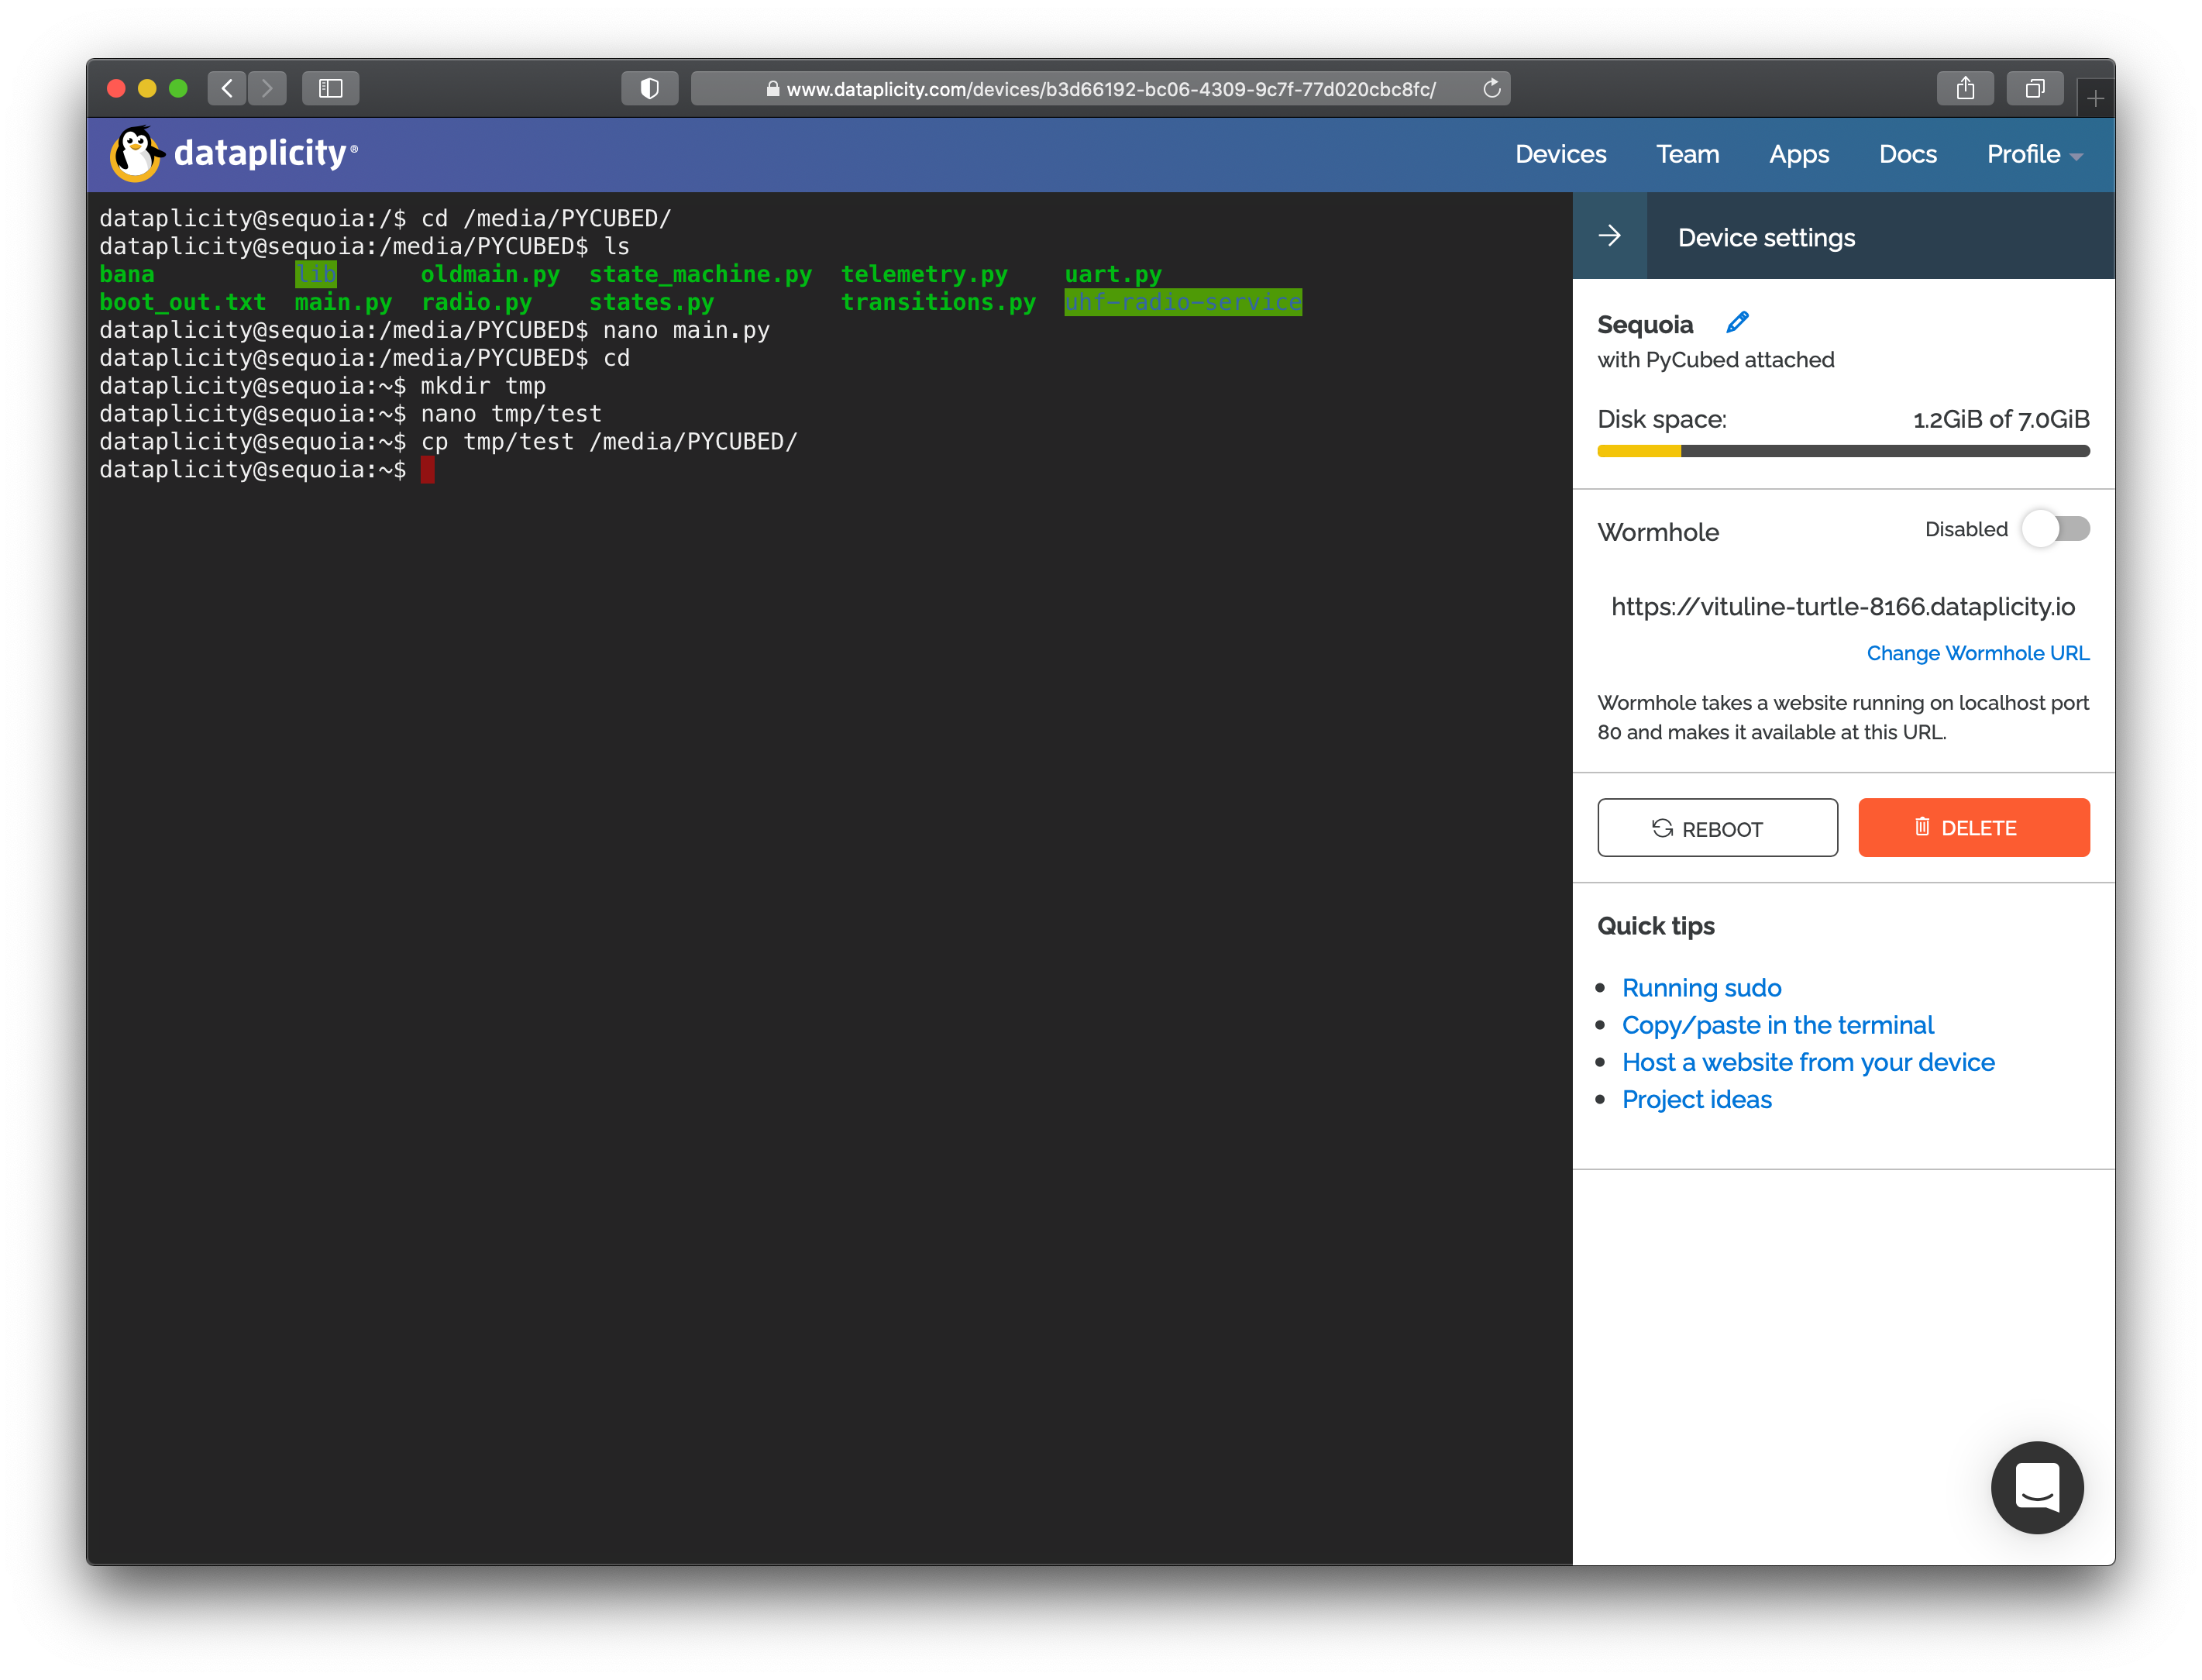 www.dataplicity.com/devices/b3d66192-bc06-4309-9c7f-77d020cbc8fc/
dataplicity®
Devices Team Apps Docs Profile
dataplicity@sequoia:/$ cd /media/PYCUBED/
dataplicity@sequoia:/media/PYCUBED$ ls
bana lib oldmain.py state_machine.py telemetry.py uart.py
boot_out.txt main.py radio.py states.py transitions.py uhf-radio-service
dataplicity@sequoia:/media/PYCUBED$ nano main.py
dataplicity@sequoia:/media/PYCUBED$ cd
dataplicity@sequoia:~$ mkdir tmp
dataplicity@sequoia:~$ nano tmp/test
dataplicity@sequoia:~$ cp tmp/test /media/PYCUBED/
dataplicity@sequoia:~$
Device settings
Sequoia
with PyCubed attached
Disk space: 1.2GiB of 7.0GiB
Wormhole Disabled
https://vituline-turtle-8166.dataplicity.io
Change Wormhole URL
Wormhole takes a website running on localhost port
80 and makes it available at this URL.
REBOOT DELETE
Quick tips
Running sudo
Copy/paste in the terminal
Host a website from your device
Project ideas